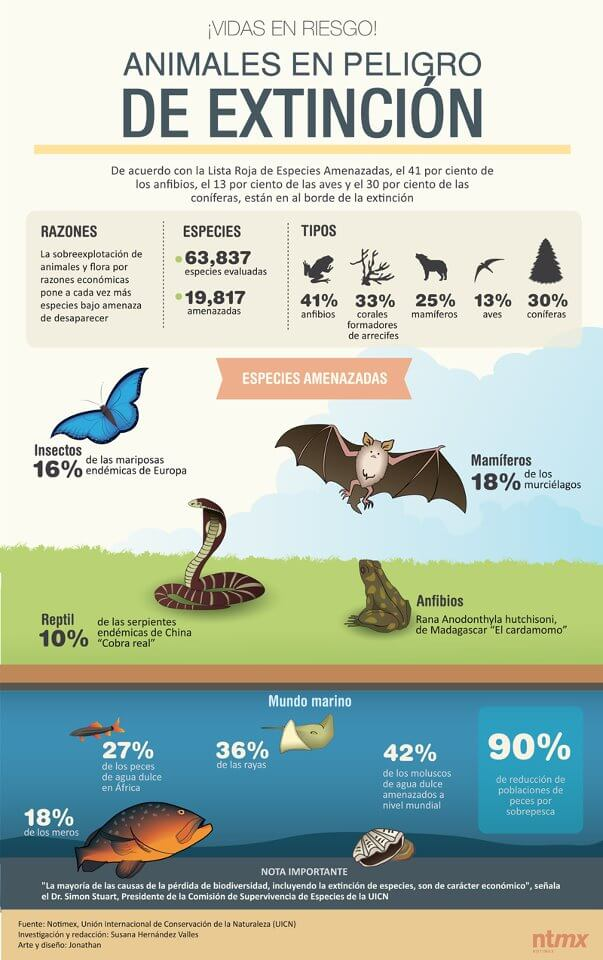 ¡VIDAS EN RIESGO!
ANIMALES EN PELIGRO
DE EXTINCIÓN
De acuerdo con la Lista Roja de Especies Amenazadas, el 41 por ciento de
los anfibios, el 13 por ciento de las aves y el 30 por ciento de las
coníferas, están en al borde de la extinción
RAZONES
La sobreexplotación de
animales y flora por
razones económicas
pone a cada vez más
especies bajo amenaza
de desaparecer
ESPECIES
63,837
especies evaluadas
19,817
amenazadas
TIPOS
41%
anfibios
33%
corales
formadores
de arrecifes
25%
mamíferos
13%
aves
30%
coníferas
ESPECIES AMENAZADAS
Insectos
16% de las mariposas
endémicas de Europa
Mamíferos
18% de los
murciélagos
Reptil
10%
de las serpientes
endémicas de China
"Cobra real"
Anfibios
Rana Anodonthyla hutchisoni,
de Madagascar "El cardamomo"
Mundo marino
27%
de los peces
de agua dulce
en África
36%
de las rayas
42%
de los moluscos
de agua dulce
amenazados a
nivel mundial
90%
de reducción de
poblaciones de
peces por
sobrepesca
18%
de los meros
NOTA IMPORTANTE
"La mayoría de las causas de la pérdida de biodiversidad, incluyendo la extinción de especies, son de carácter económico", señala
el Dr. Simon Stuart, Presidente de la Comisión de Supervivencia de Especies de la UICN
Fuente: Notimex, Unión Internacional de Conservación de la Naturaleza (UICN)
Investigación y redacción: Susana Hernández Valles
Arte y diseño: Jonathan
ntmx
NOTIMEX